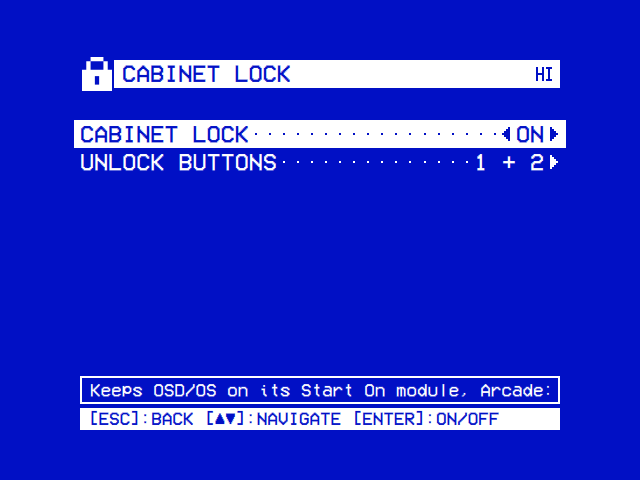 CABINET LOCK HI
CABINET LOCK··················◀ON▶
UNLOCK BUTTONS··············1 + 2▶
Keeps OSD/OS on its Start On module, Arcade:
[ESC]:BACK [▲▼]:NAVIGATE [ENTER]:ON/OFF